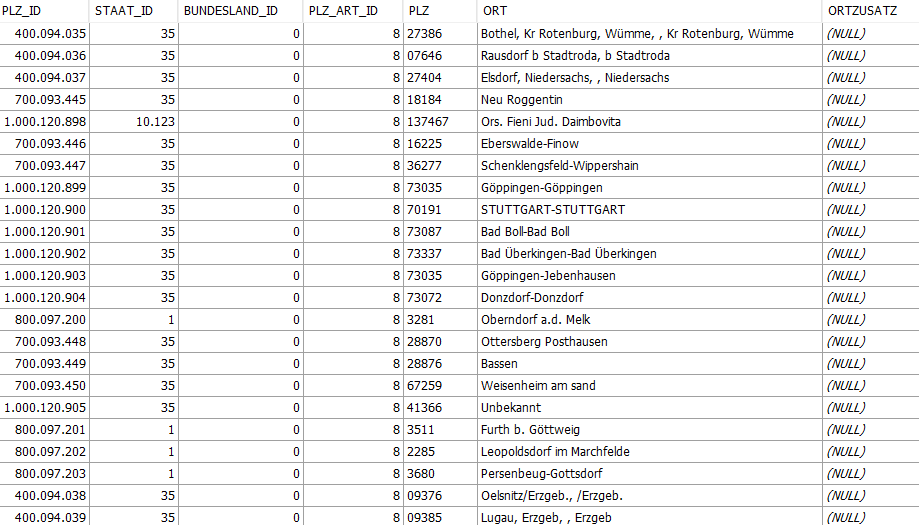 PLZ_ID STAAT_ID BUNDESLAND_ID PLZ_ART_ID PLZ ORT ORTZUSATZ
400.094.035 35 0 8 27386 Bothel, Kr Rotenburg, Wümme, , Kr Rotenburg, Wümme (NULL)
400.094.036 35 0 8 07646 Rausdorf b Stadtroda, b Stadtroda (NULL)
400.094.037 35 0 8 27404 Elsdorf, Niedersachs, , Niedersachs (NULL)
700.093.445 35 0 8 18184 Neu Roggentin (NULL)
1.000.120.898 10.123 0 8 137467 Ors. Fieni Jud. Daimbovita (NULL)
700.093.446 35 0 8 16225 Eberswalde-Finow (NULL)
700.093.447 35 0 8 36277 Schenklengsfeld-Wippershain (NULL)
1.000.120.899 35 0 8 73035 Göppingen-Göppingen (NULL)
1.000.120.900 35 0 8 70191 STUTTGART-STUTTGART (NULL)
1.000.120.901 35 0 8 73087 Bad Boll-Bad Boll (NULL)
1.000.120.902 35 0 8 73337 Bad Überkingen-Bad Überkingen (NULL)
1.000.120.903 35 0 8 73035 Göppingen-Jebenhausen (NULL)
1.000.120.904 35 0 8 73072 Donzdorf-Donzdorf (NULL)
800.097.200 1 0 8 3281 Oberndorf a.d. Melk (NULL)
700.093.448 35 0 8 28870 Ottersberg Posthausen (NULL)
700.093.449 35 0 8 28876 Bassen (NULL)
700.093.450 35 0 8 67259 Weisenheim am sand (NULL)
1.000.120.905 35 0 8 41366 Unbekannt (NULL)
800.097.201 1 0 8 3511 Furth b. Göttweig (NULL)
800.097.202 1 0 8 2285 Leopoldsdorf im Marchfelde (NULL)
800.097.203 1 0 8 3680 Persenbeug-Gottsdorf (NULL)
400.094.038 35 0 8 09376 Oelsnitz/Erzgeb., /Erzgeb. (NULL)
400.094.039 35 0 8 09385 Lugau, Erzgeb, , Erzgeb (NULL)